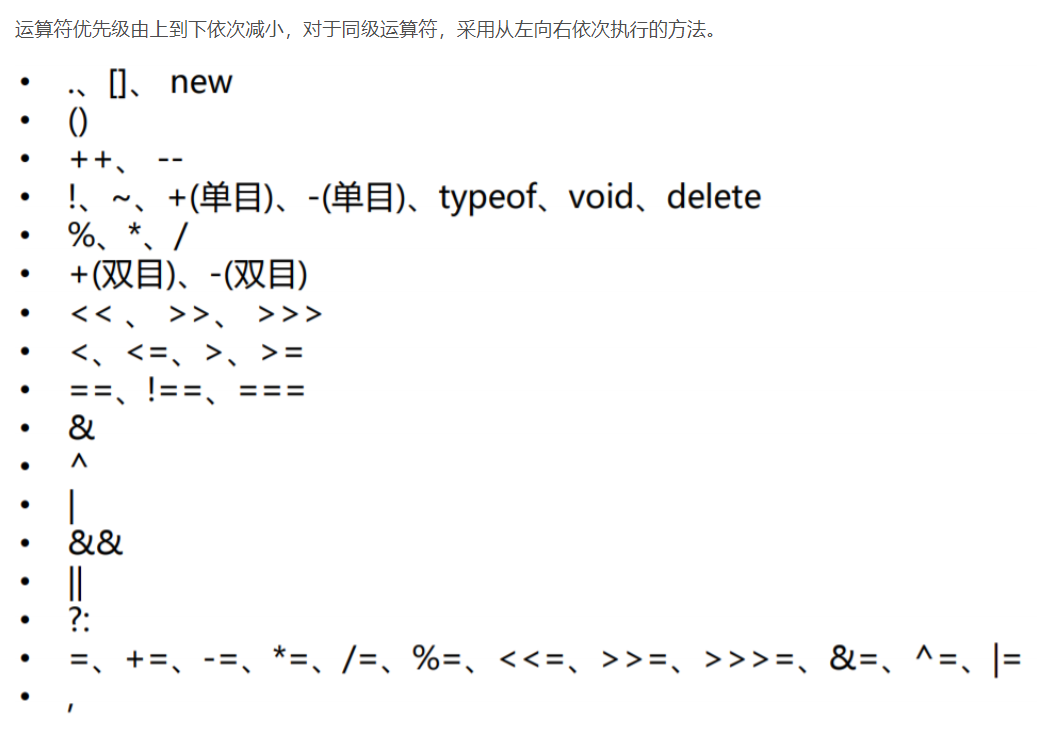 运算符优先级由上到下依次减小，对于同级运算符，采用从左向右依次执行的方法。
• .、[]、 new
• ()
• ++、 --
• !、~、+(单目)、-(单目)、typeof、void、delete
• %、*、/
• +(双目)、-(双目)
• << 、 >>、 >>>
• <、<=、>、>=
• ==、!==、===
• &
• ^
• |
• &&
• ||
• ?:
• =、+=、-=、*=、/=、%=、<<=、>>=、>>>=、&=、^=、|=
• ,